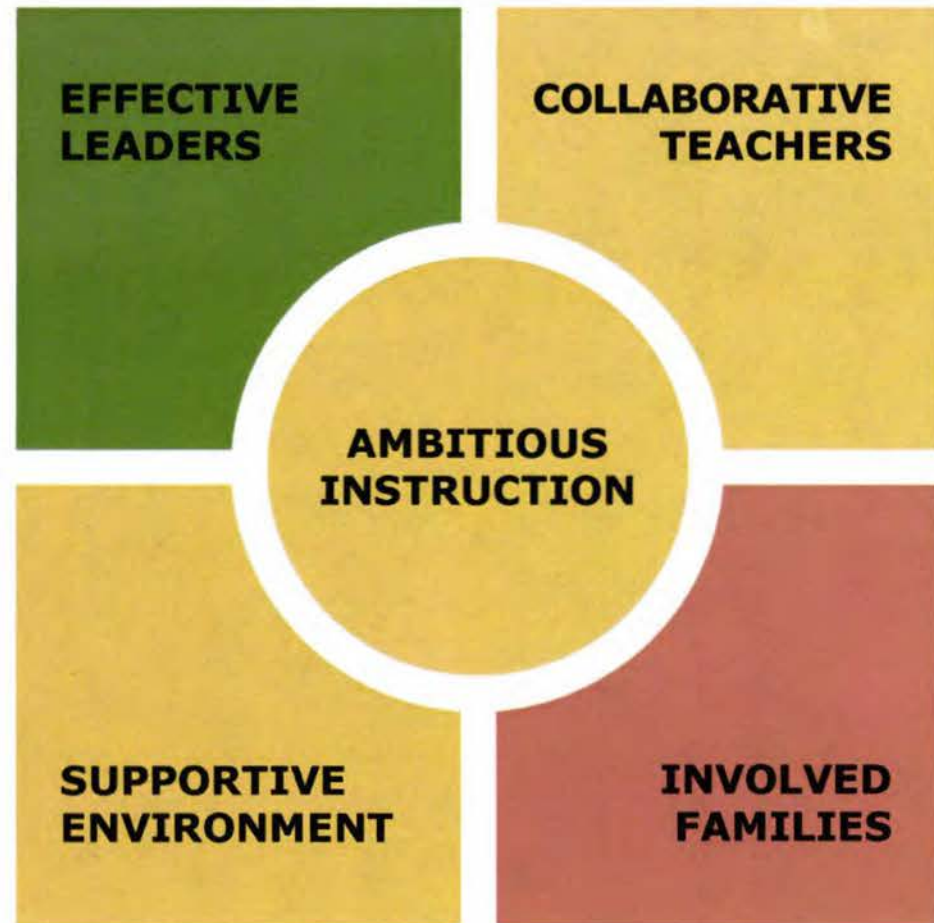 EFFECTIVE
LEADERS
COLLABORATIVE
TEACHERS
AMBITIOUS
INSTRUCTION
SUPPORTIVE
ENVIRONMENT
INVOLVED
FAMILIES